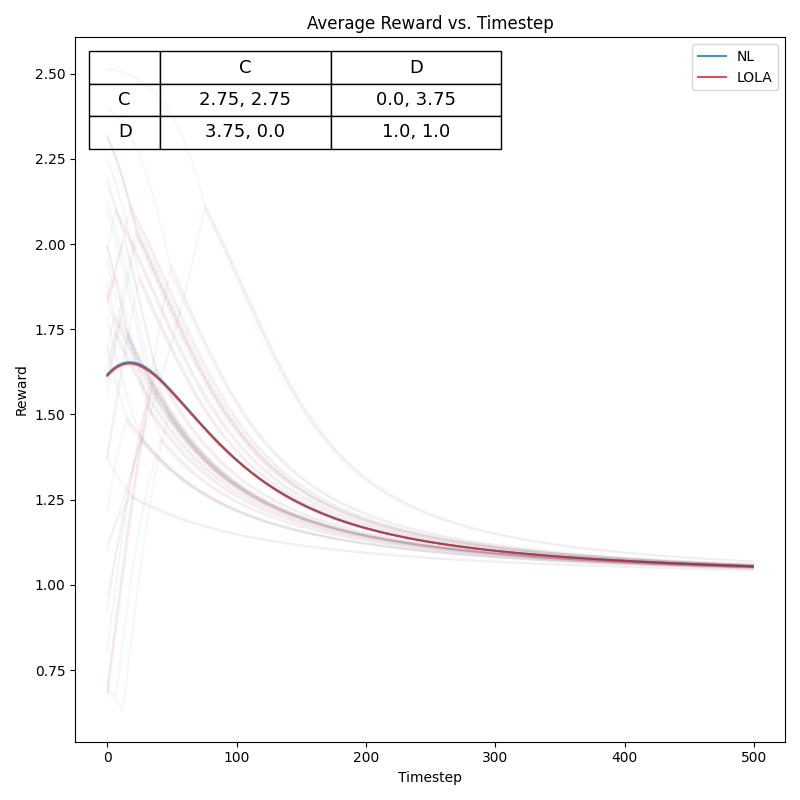 Average Reward vs. Timestep
C D
C 2.75, 2.75 0.0, 3.75
D 3.75, 0.0 1.0, 1.0
NL
LOLA
2.50
2.25
2.00
1.75
1.50
1.25
1.00
0.75
Reward
0 100 200 300 400 500
Timestep